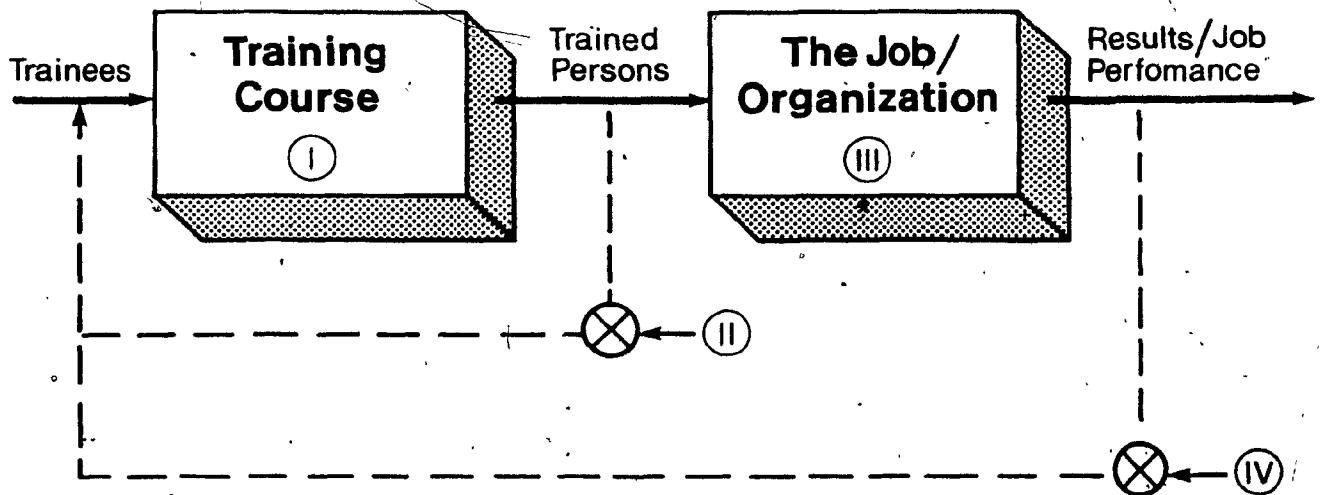 Trainees
Training
Course
I
Trained
Persons
The Job/
Organization
III
Results/Job
Perfomance
II
IV